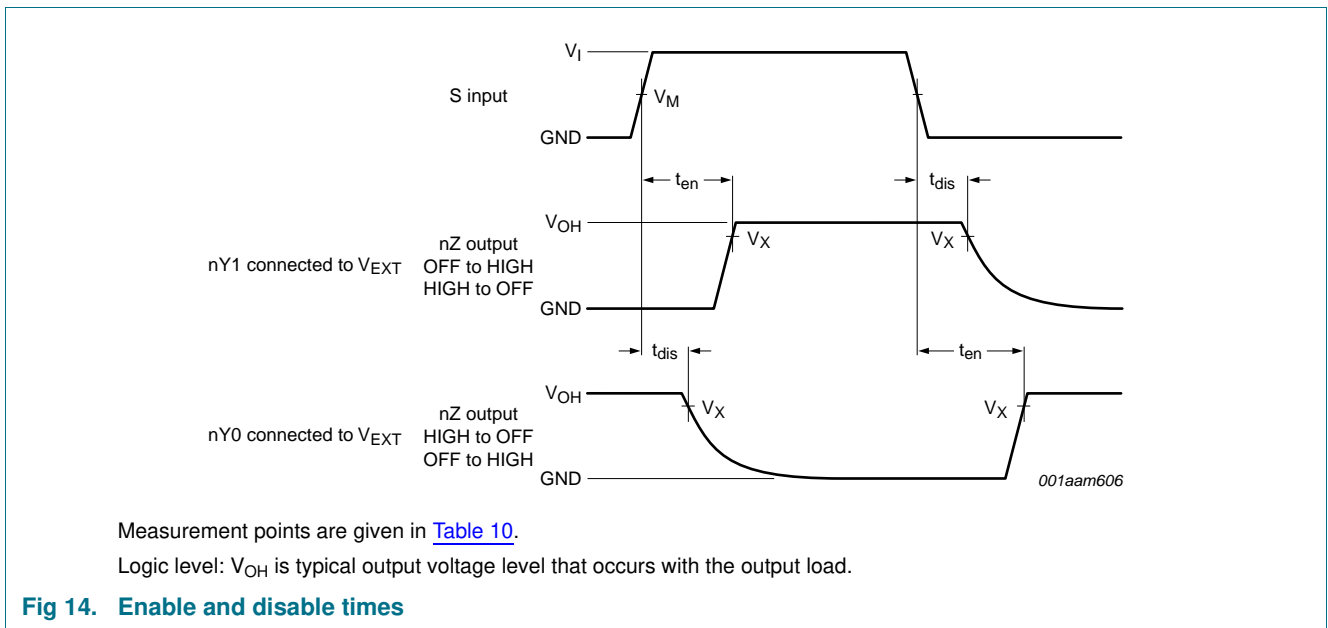 V_I
S input
V_M
GND
t_en
t_dis
V_OH
nZ output
V_X
V_X
nY1 connected to V_EXT
OFF to HIGH
HIGH to OFF
GND
t_dis
t_en
V_OH
nZ output
V_X
V_X
nY0 connected to V_EXT
HIGH to OFF
OFF to HIGH
GND
001aam606
Measurement points are given in Table 10.
Logic level: V_OH is typical output voltage level that occurs with the output load.
Fig 14. Enable and disable times